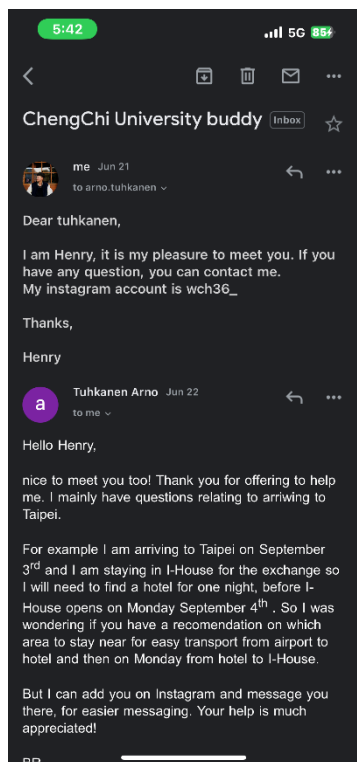 5:42
5G 85
ChengChi University buddy Inbox
me Jun 21
to arno.tuhkanen
Dear tuhkanen,
I am Henry, it is my pleasure to meet you. If you
have any question, you can contact me.
My instagram account is wch36_
Thanks,
Henry
a
Tuhkanen Arno Jun 22
to me
Hello Henry,
nice to meet you too! Thank you for offering to help
me. I mainly have questions relating to arriwing to
Taipei.
For example I am arriving to Taipei on September
3rd and I am staying in I-House for the exchange so
I will need to find a hotel for one night, before I-
House opens on Monday September 4th . So I was
wondering if you have a recomendation on which
area to stay near for easy transport from airport to
hotel and then on Monday from hotel to I-House.
But I can add you on Instagram and message you
there, for easier messaging. Your help is much
appreciated!